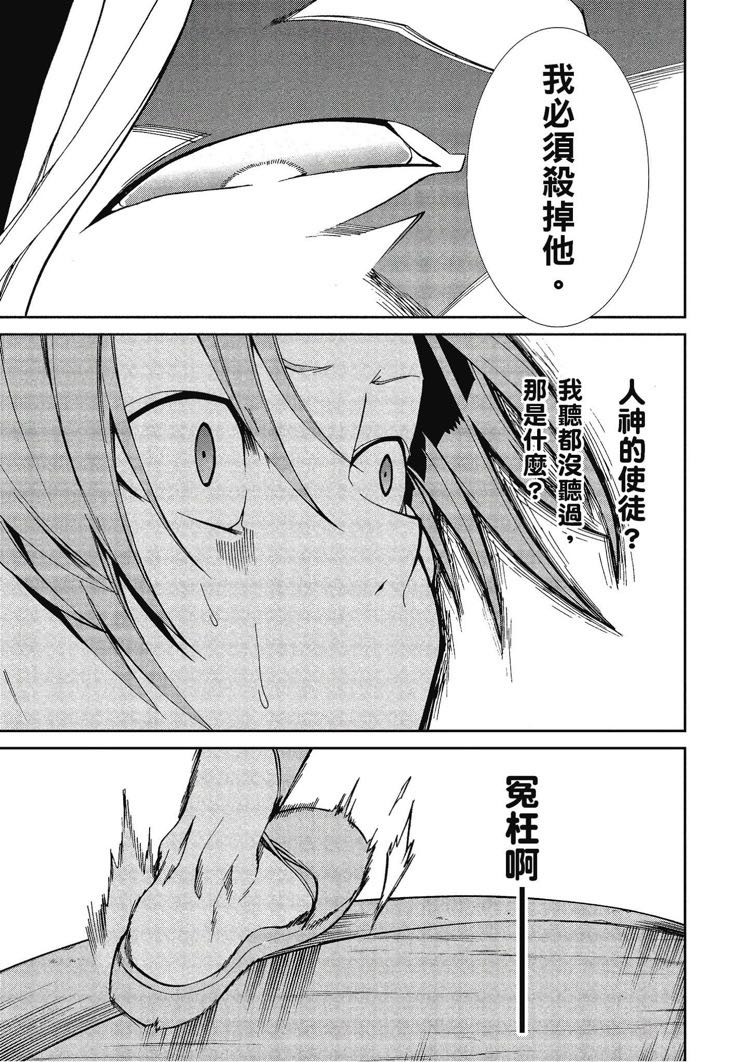 我必須殺掉他。
人神的使徒？
我聽都沒聽過，
那是什麼？
冤枉啊——